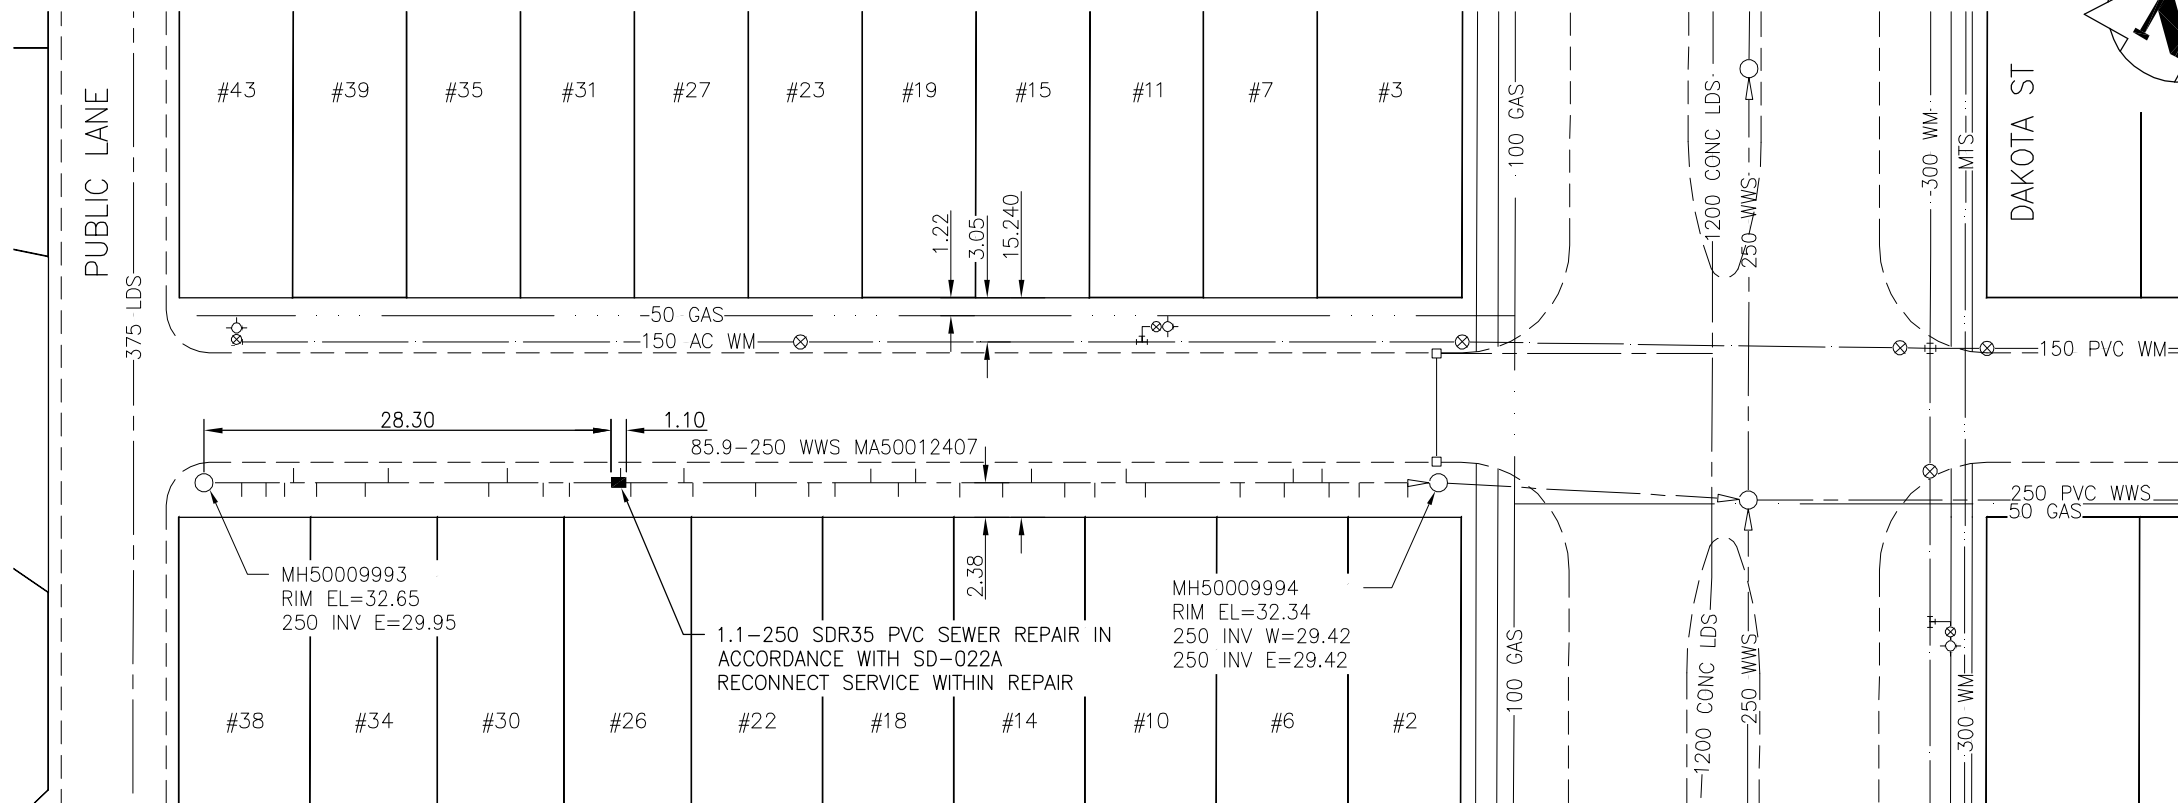 PUBLIC LANE
375 LDS
#43
#39
#35
#31
#27
#23
#19
#15
#11
#7
#3
100 GAS
1200 CONC LDS
250 WWS
300 WM
MTS
DAKOTA ST
1.22
3.05
15.240
50 GAS
150 AC WM
150 PVC WM
28.30
1.10
85.9-250 WWS MA50012407
250 PVC WWS
50 GAS
2.38
MH50009993
RIM EL=32.65
250 INV E=29.95
1.1-250 SDR35 PVC SEWER REPAIR IN
ACCORDANCE WITH SD-022A
RECONNECT SERVICE WITHIN REPAIR
MH50009994
RIM EL=32.34
250 INV W=29.42
250 INV E=29.42
100 GAS
1200 CONC LDS
250 WWS
300 WM
#38
#34
#30
#26
#22
#18
#14
#10
#6
#2